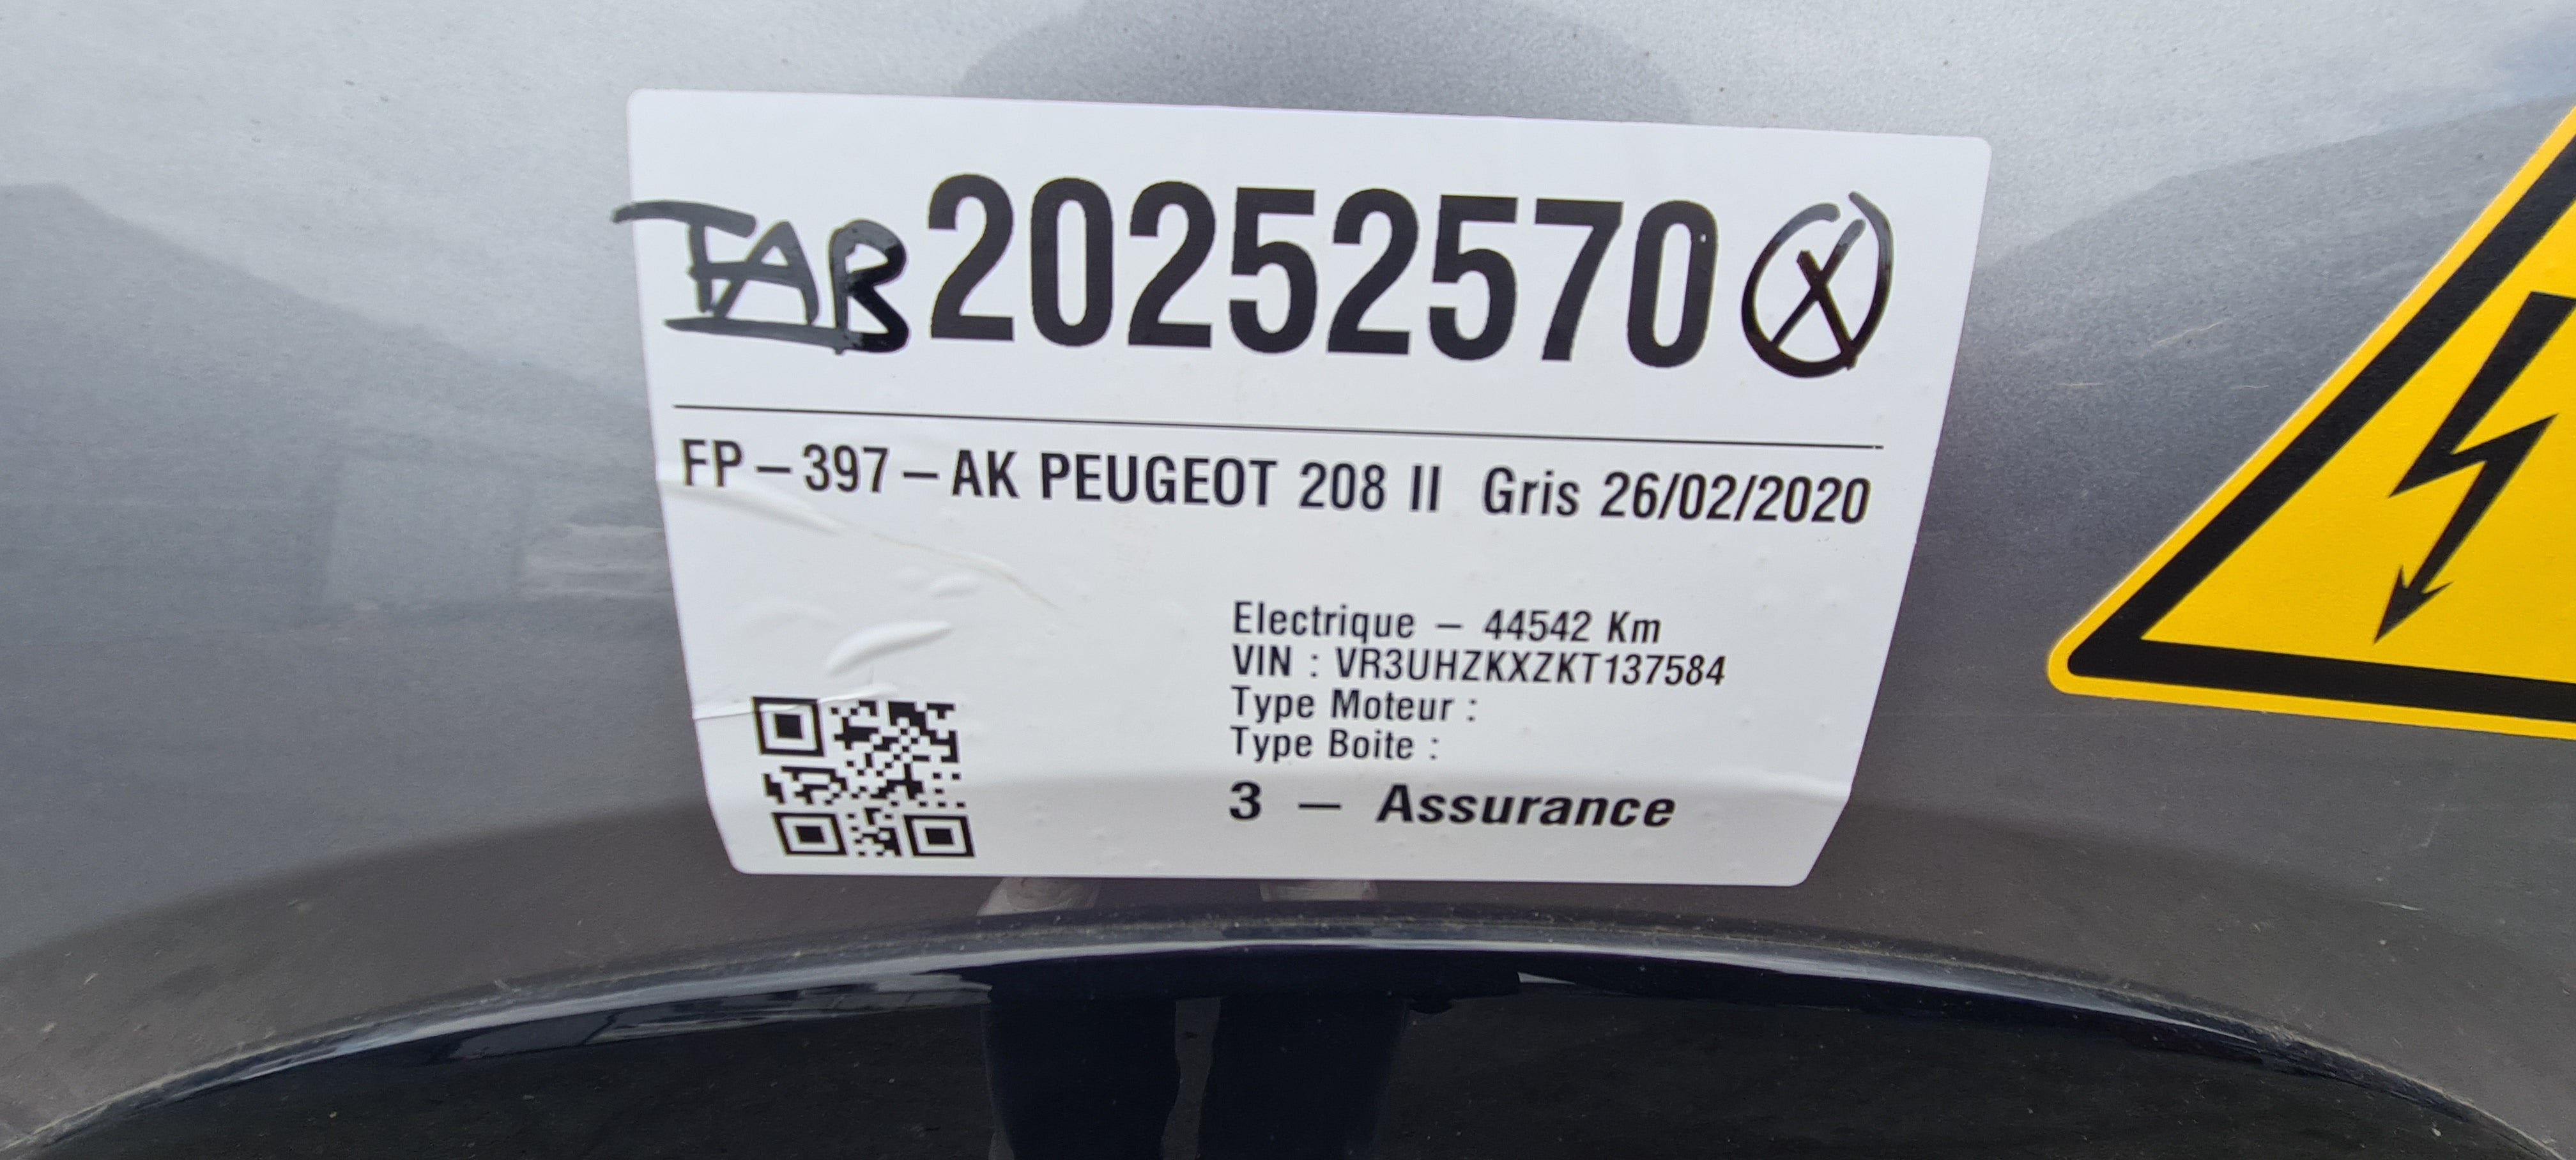 FAB 20252570 X
FP-397-AK PEUGEOT 208 II Gris 26/02/2020
Electrique - 44542 Km
VIN : VR3UHZKXZKT137584
Type Moteur :
Type Boite :
3 - Assurance